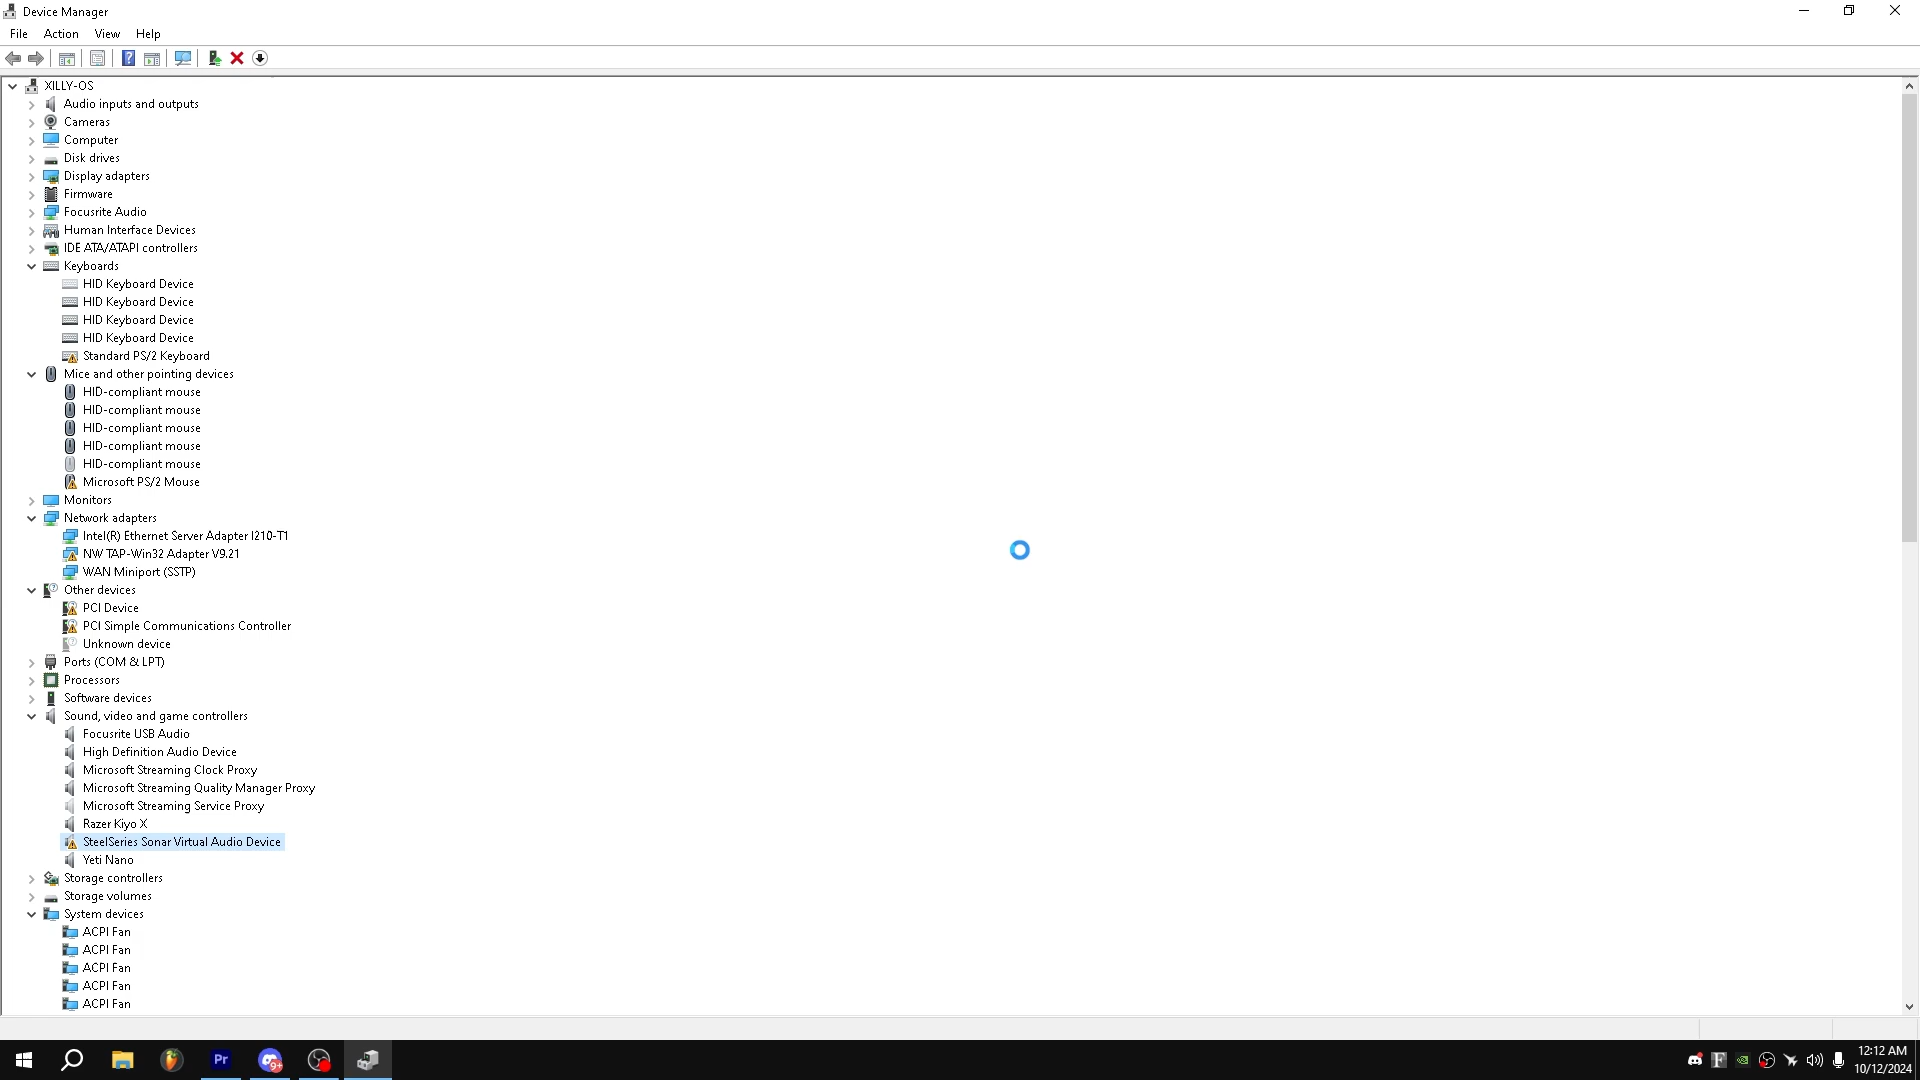 Device Manager
File Action View Help
XILLY-OS
Audio inputs and outputs
Cameras
Computer
Disk drives
Display adapters
Firmware
Focusrite Audio
Human Interface Devices
IDE ATA/ATAPI controllers
Keyboards
HID Keyboard Device
HID Keyboard Device
HID Keyboard Device
HID Keyboard Device
Standard PS/2 Keyboard
Mice and other pointing devices
HID-compliant mouse
HID-compliant mouse
HID-compliant mouse
HID-compliant mouse
HID-compliant mouse
Microsoft PS/2 Mouse
Monitors
Network adapters
Intel(R) Ethernet Server Adapter I210-T1
NW TAP-Win32 Adapter V9.21
WAN Miniport (SSTP)
Other devices
PCI Device
PCI Simple Communications Controller
Unknown device
Ports (COM & LPT)
Processors
Software devices
Sound, video and game controllers
Focusrite USB Audio
High Definition Audio Device
Microsoft Streaming Clock Proxy
Microsoft Streaming Quality Manager Proxy
Microsoft Streaming Service Proxy
Razer Kiyo X
SteelSeries Sonar Virtual Audio Device
Yeti Nano
Storage controllers
Storage volumes
System devices
ACPI Fan
ACPI Fan
ACPI Fan
ACPI Fan
ACPI Fan
Pr
9+
12:12 AM
10/12/2024